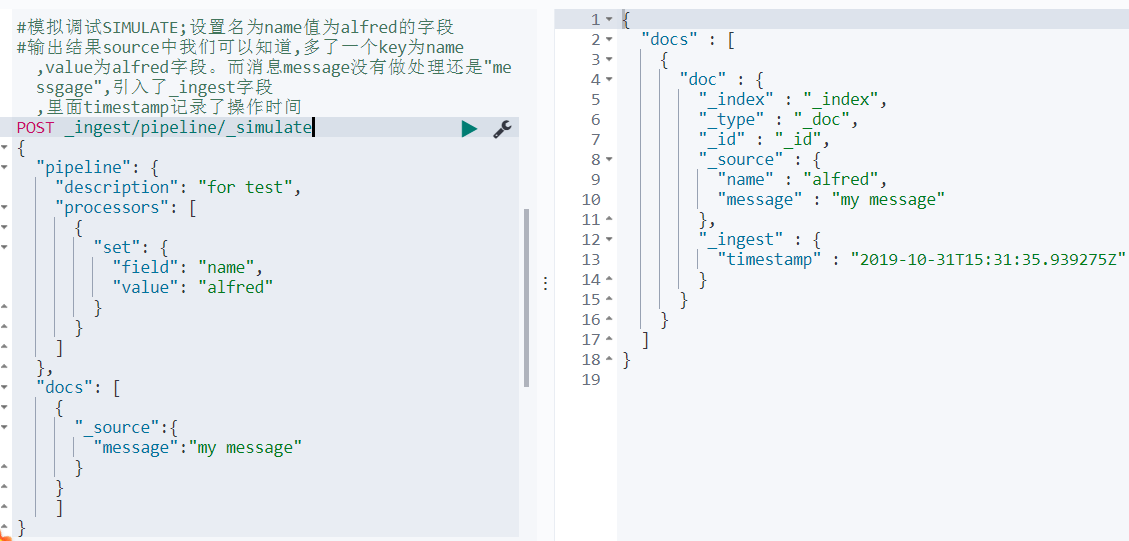 #模拟调试SIMULATE;设置名为name值为alfred的字段
#输出结果source中我们可以知道,多了一个key为name
,value为alfred字段。而消息message没有做处理还是"me
ssgage",引入了_ingest字段
,里面timestamp记录了操作时间
POST _ingest/pipeline/_simulate
{
"pipeline": {
"description": "for test",
"processors": [
{
"set": {
"field": "name",
"value": "alfred"
}
}
]
},
"docs": [
{
"_source":{
"message":"my message"
}
}
]
}
1 {
2 "docs" : [
3 {
4 "doc" : {
5 "_index" : "_index",
6 "_type" : "_doc",
7 "_id" : "_id",
8 "_source" : {
9 "name" : "alfred",
10 "message" : "my message"
11 },
12 "_ingest" : {
13 "timestamp" : "2019-10-31T15:31:35.939275Z"
14 }
15 }
16 }
17 ]
18 }
19